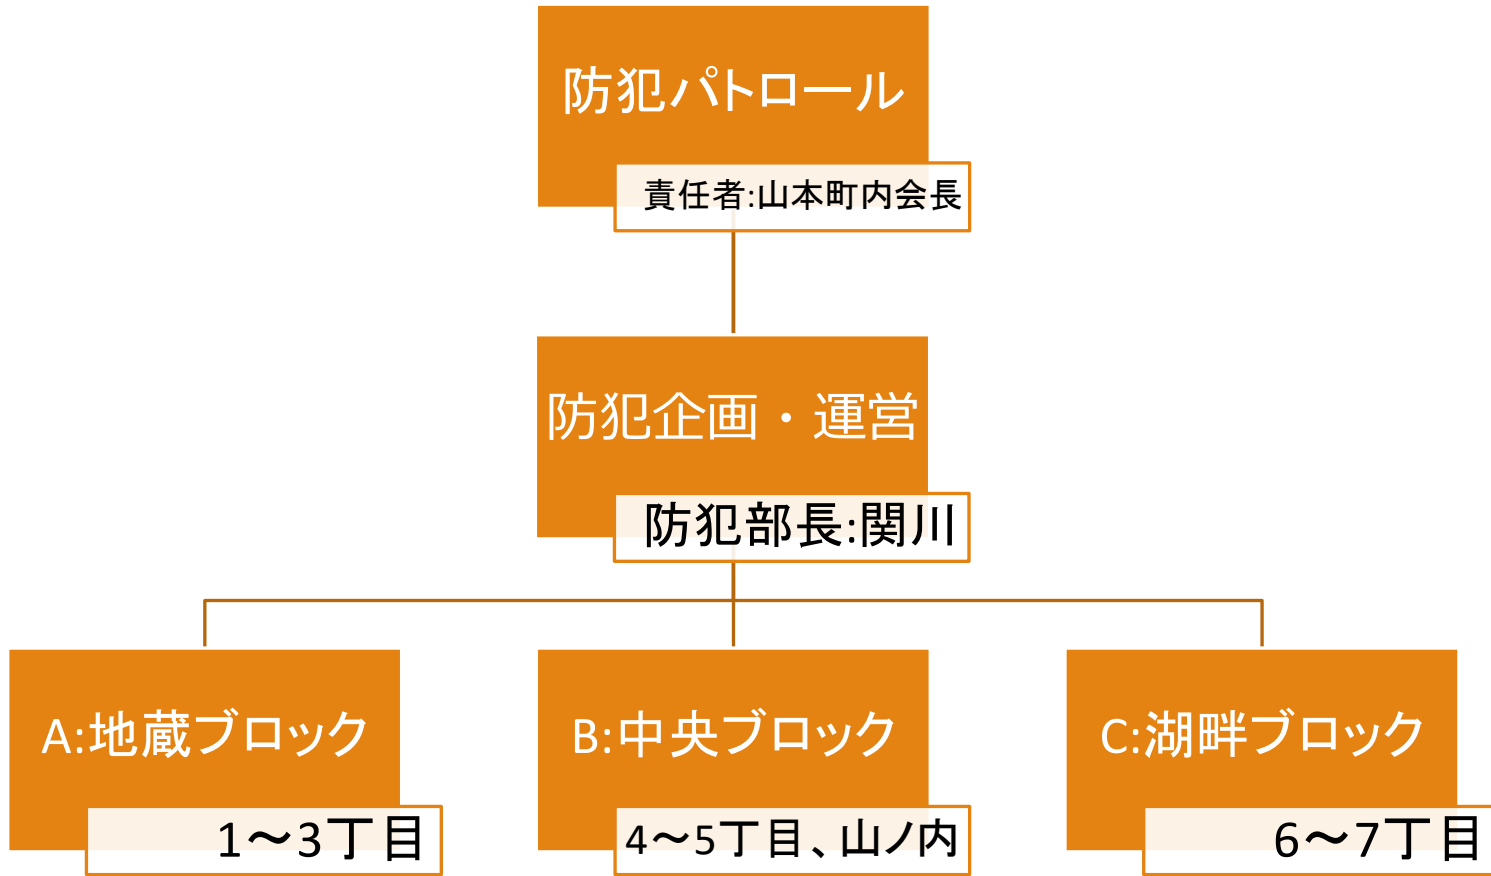 防犯パトロール
責任者:山本町内会長
防犯企画・運営
防犯部長:関川
A:地蔵ブロック
1～3丁目
B:中央ブロック
4～5丁目、山ノ内
C:湖畔ブロック
6～7丁目